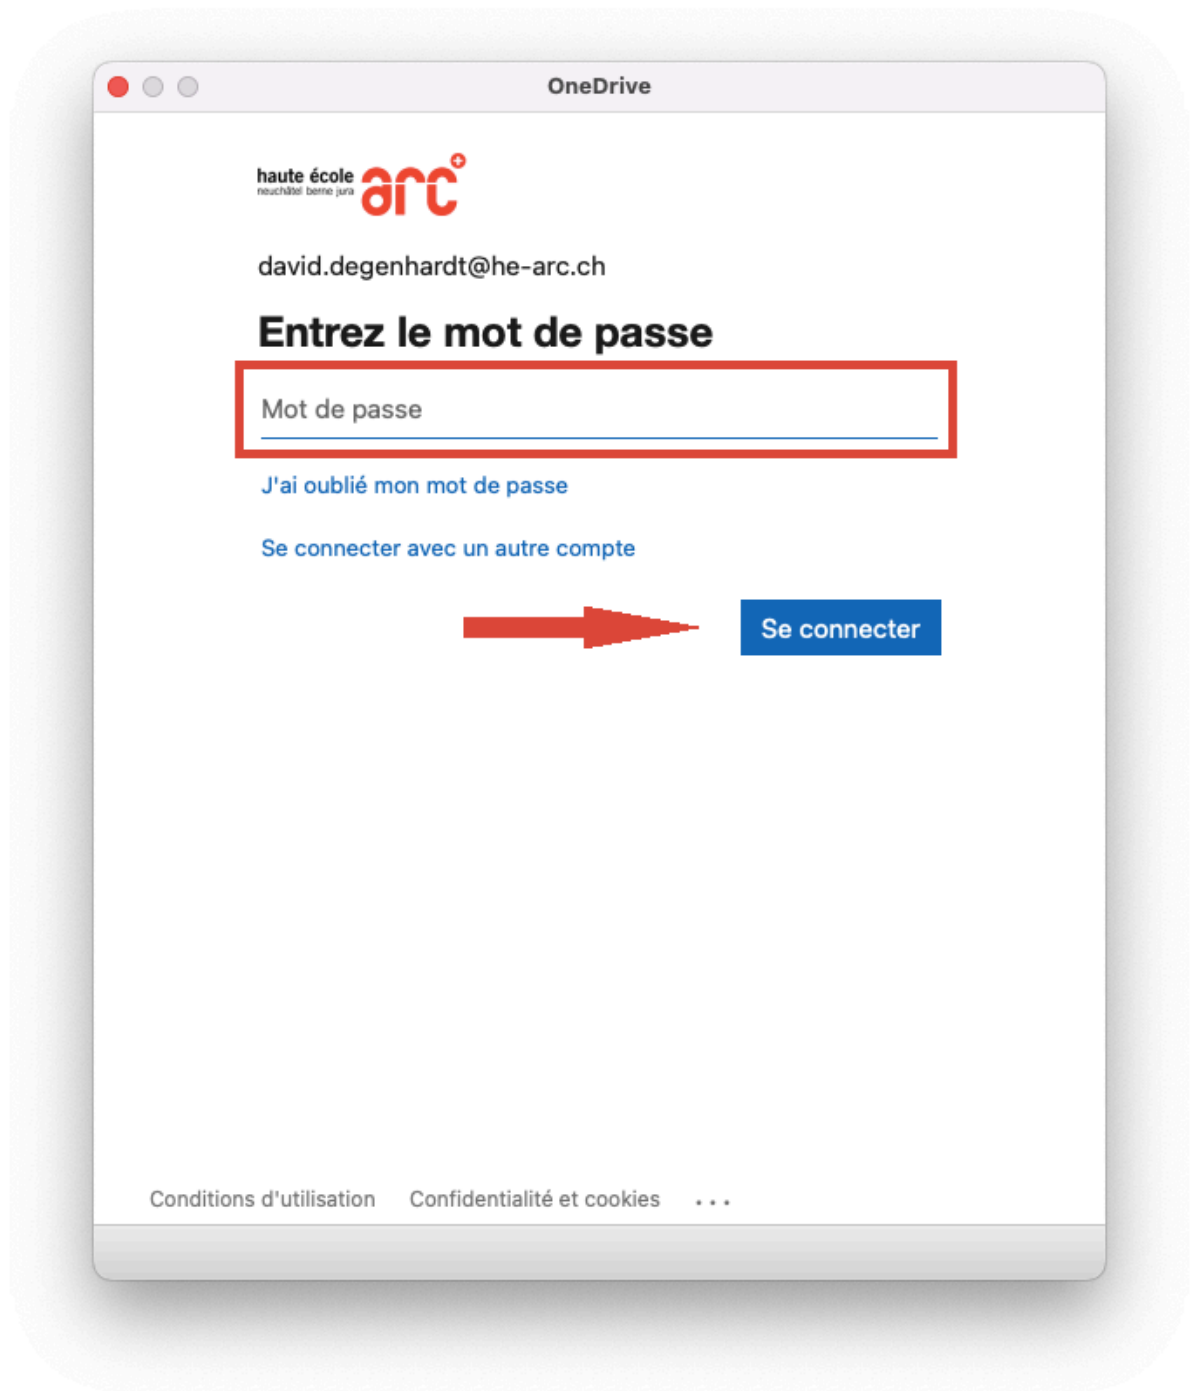 OneDrive
haute école arc
neuchâtel berne jura
david.degenhardt@he-arc.ch
Entrez le mot de passe
Mot de passe
J'ai oublié mon mot de passe
Se connecter avec un autre compte
Se connecter
Conditions d'utilisation Confidentialité et cookies ...